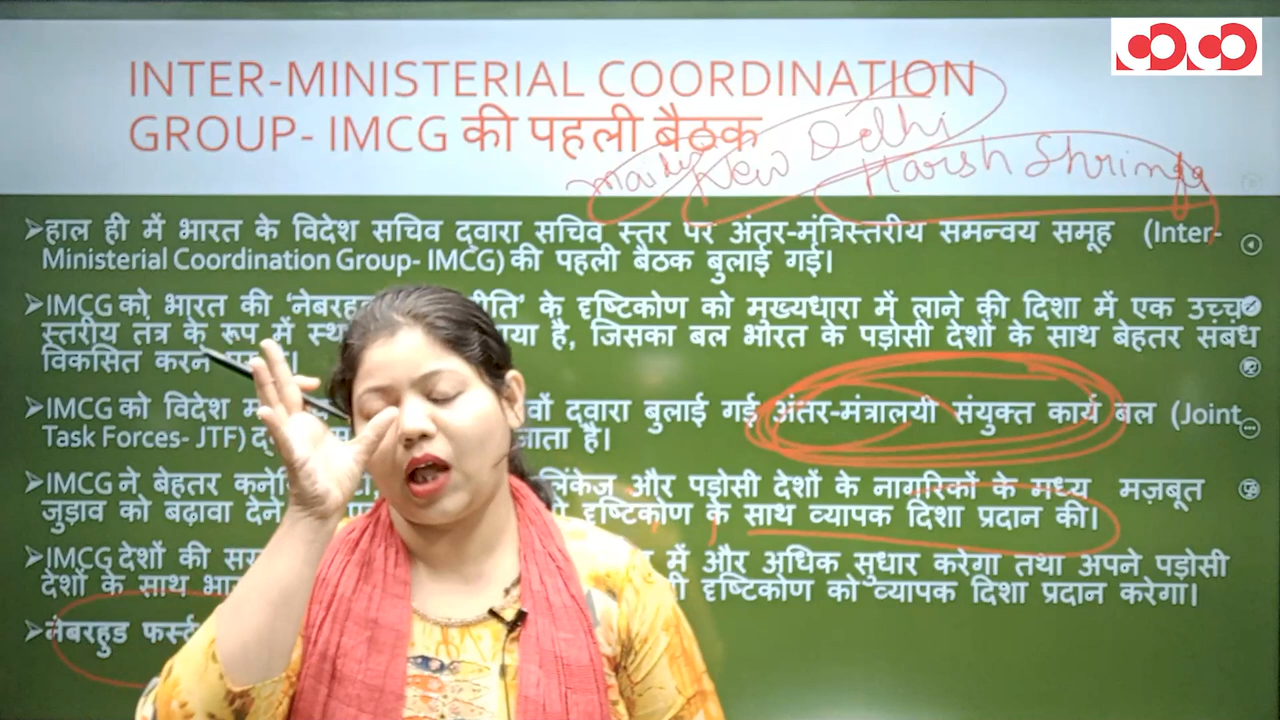 INTER-MINISTERIAL COORDINATION
GROUP- IMCG की पहली बैठक
New Delhi
Harsh
➢हाल ही में भारत के विदेश सचिव द्वारा सचिव स्तर पर अंतर-मंत्रिस्तरीय समन्वय समूह (Inter-
Ministerial Coordination Group- IMCG) की पहली बैठक बुलाई गई।
➢IMCG को भारत की के दृष्टिकोण को मुख्यधारा में लाने की दिशा में एक उच्च
स्तरीय तंत्र के रूप में है, जिसका बल भारत के पड़ोसी देशों के साथ बेहतर संबंध
विकसित
➢IMCG को विदेश द्वारा बुलाई गई अंतर-मंत्रालयी संयुक्त कार्य बल (Joint
Task Forces- JTF) जाता है।
➢IMCG ने बेहतर और पड़ोसी देशों के नागरिकों के मध्य मज़बूत
जुड़ाव को बढ़ावा देने दृष्टिकोण के साथ व्यापक दिशा प्रदान की।
➢IMCG देशों की में और अधिक सुधार करेगा तथा अपने पड़ोसी
देशों के साथ दृष्टिकोण को व्यापक दिशा प्रदान करेगा।
➢नेबरहुड